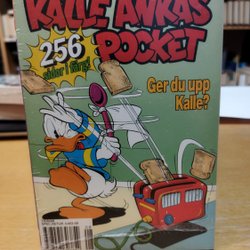 KALLE ANKAS
POCKET
256
sidor i färg!
Ger du upp
Kalle?